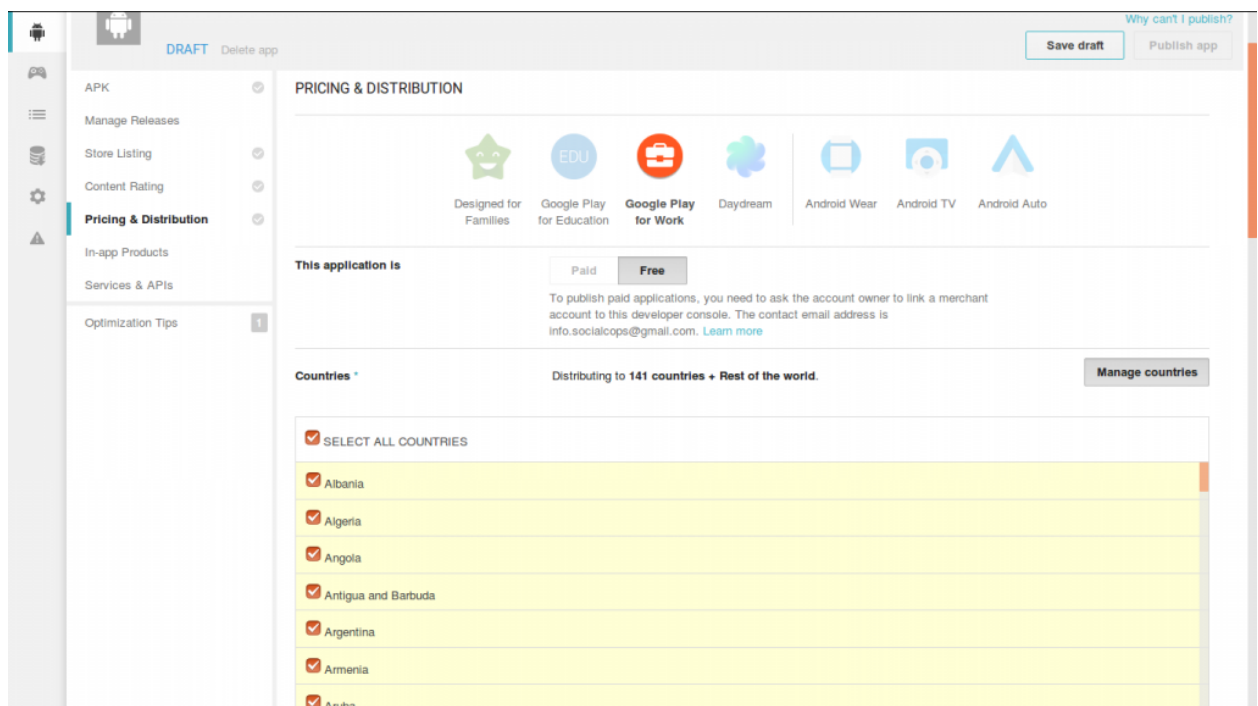 Why can't I publish?
DRAFT Delete app
Save draft
Publish app
APK
Manage Releases
Store Listing
Content Rating
Pricing & Distribution
In-app Products
Services & APIs
Optimization Tips 1
PRICING & DISTRIBUTION
EDU
Designed for
Families
Google Play
for Education
Google Play
for Work
Daydream
Android Wear
Android TV
Android Auto
This application is
Paid
Free
To publish paid applications, you need to ask the account owner to link a merchant
account to this developer console. The contact email address is
info.socialcops@gmail.com. Learn more
Countries *
Distributing to 141 countries + Rest of the world.
Manage countries
SELECT ALL COUNTRIES
Albania
Algeria
Angola
Antigua and Barbuda
Argentina
Armenia
Aruba